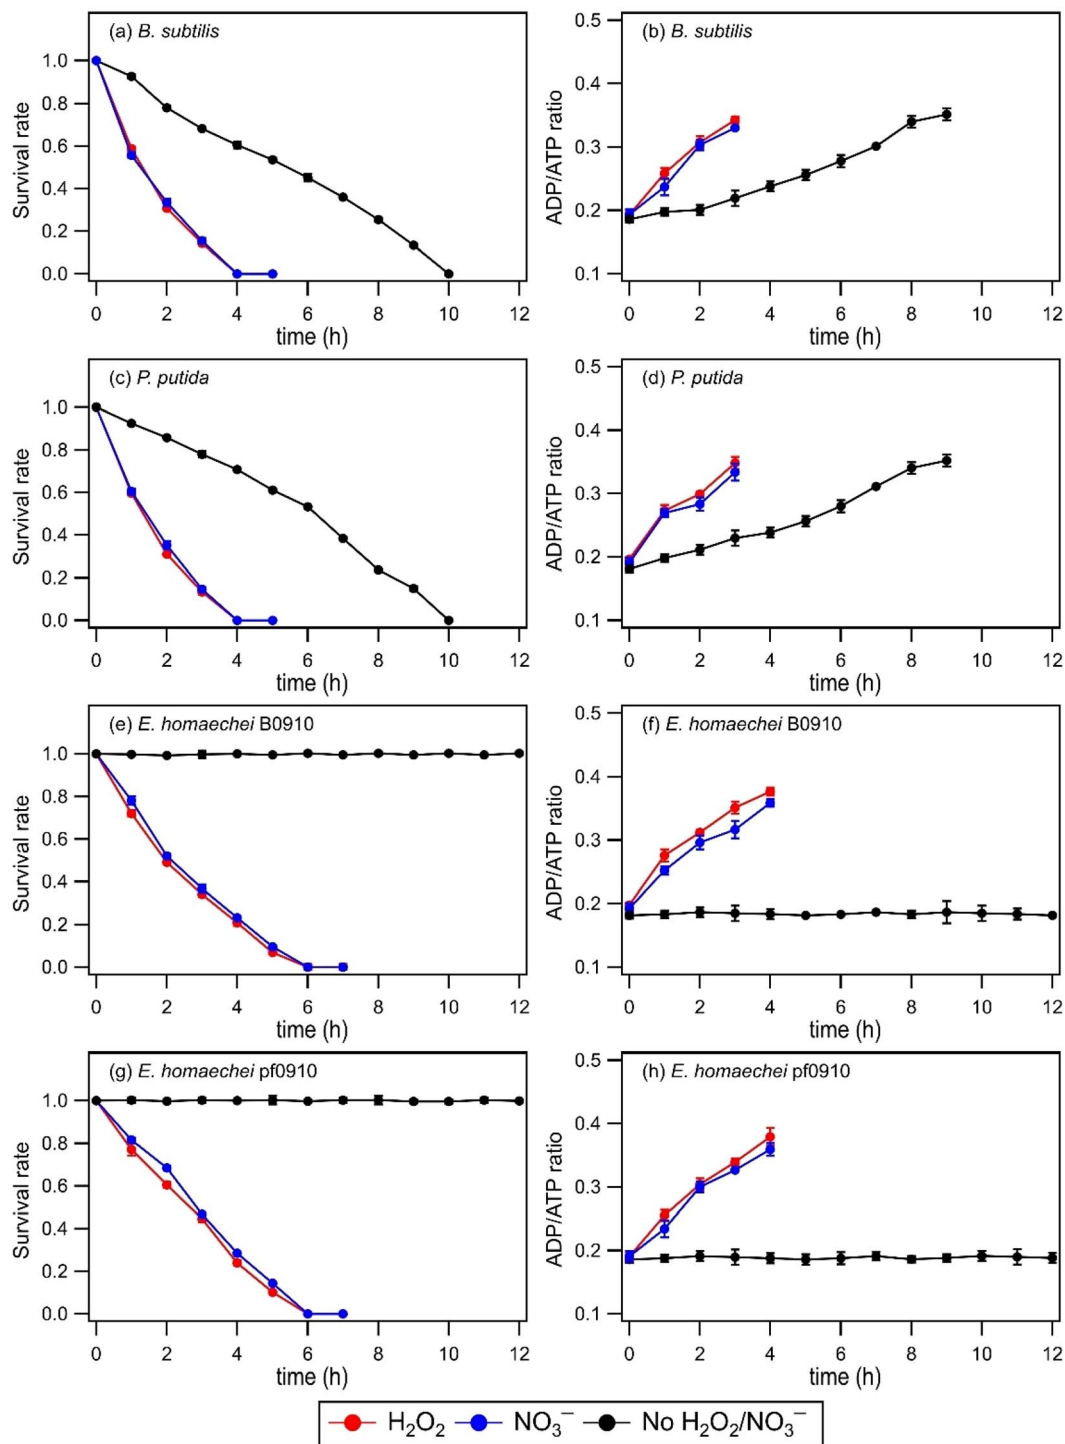 (a) B. subtilis
Survival rate
1.0
0.8
0.6
0.4
0.2
0.0
0 2 4 6 8 10 12
time (h)
(b) B. subtilis
ADP/ATP ratio
0.5
0.4
0.3
0.2
0.1
0 2 4 6 8 10 12
time (h)
(c) P. putida
Survival rate
1.0
0.8
0.6
0.4
0.2
0.0
0 2 4 6 8 10 12
time (h)
(d) P. putida
ADP/ATP ratio
0.5
0.4
0.3
0.2
0.1
0 2 4 6 8 10 12
time (h)
(e) E. homaechei B0910
Survival rate
1.0
0.8
0.6
0.4
0.2
0.0
0 2 4 6 8 10 12
time (h)
(f) E. homaechei B0910
ADP/ATP ratio
0.5
0.4
0.3
0.2
0.1
0 2 4 6 8 10 12
time (h)
(g) E. homaechei pf0910
Survival rate
1.0
0.8
0.6
0.4
0.2
0.0
0 2 4 6 8 10 12
time (h)
(h) E. homaechei pf0910
ADP/ATP ratio
0.5
0.4
0.3
0.2
0.1
0 2 4 6 8 10 12
time (h)
H₂O₂ NO₃⁻ No H₂O₂/NO₃⁻